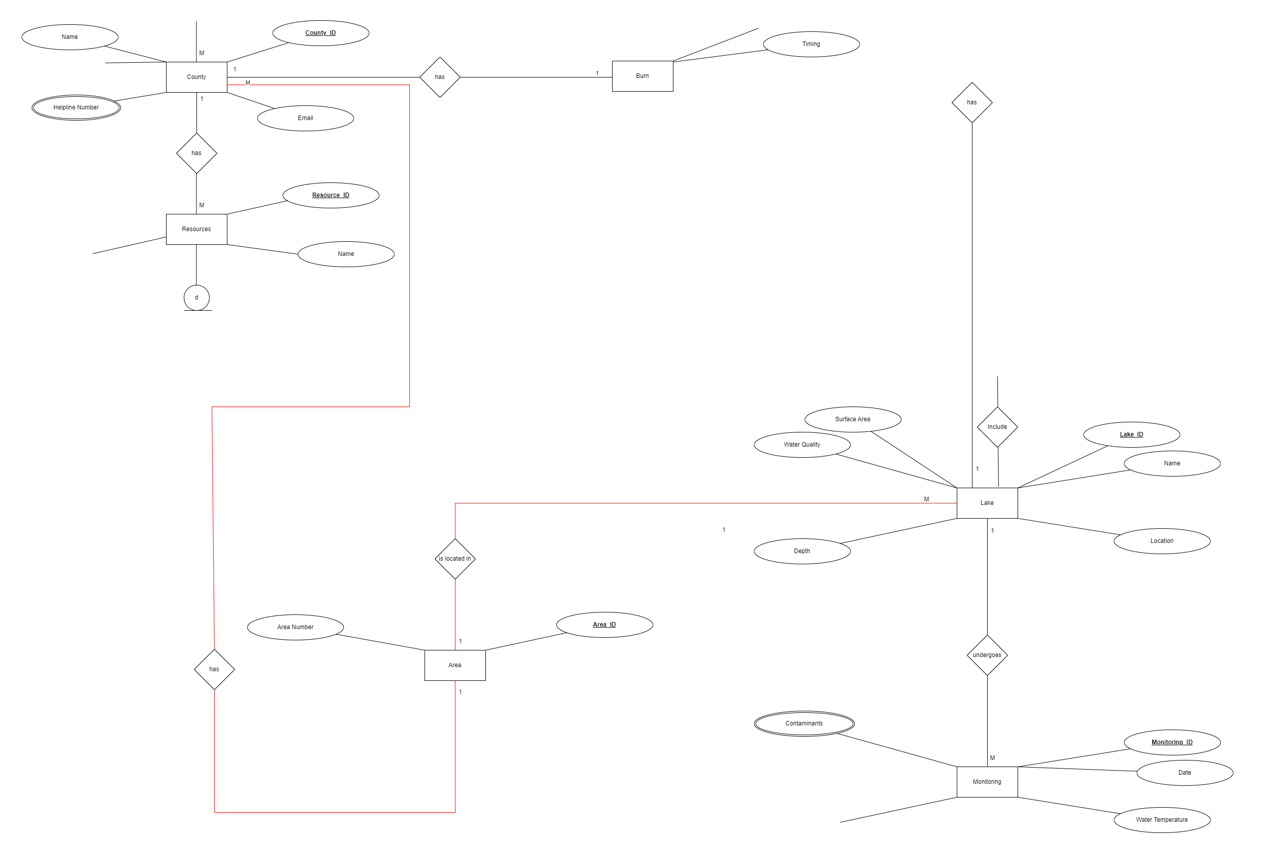 County_ID
Name
Timing
M
1
1
has
Burn
County
M
1
has
Helpline Number
Email
has
M
Resource_ID
Resources
Name
d
Surface Area
Include
Lake_ID
Water Quality
Name
1
M
Lake
1
1
Location
Depth
is located in
Area Number
Area_ID
1
undergoes
Area
has
1
Contaminants
Monitoring_ID
M
Date
Monitoring
Water Temperature